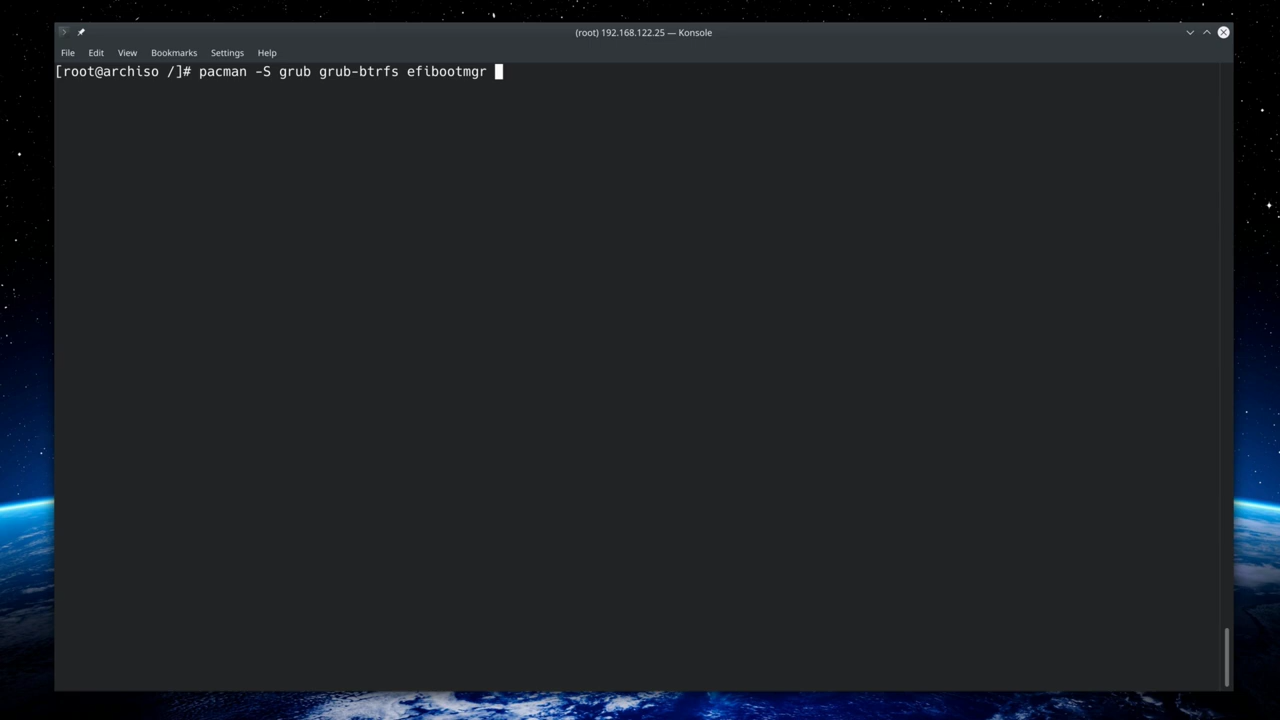 (root) 192.168.122.25 — Konsole
File Edit View Bookmarks Settings Help
[root@archiso /]# pacman -S grub grub-btrfs efibootmgr